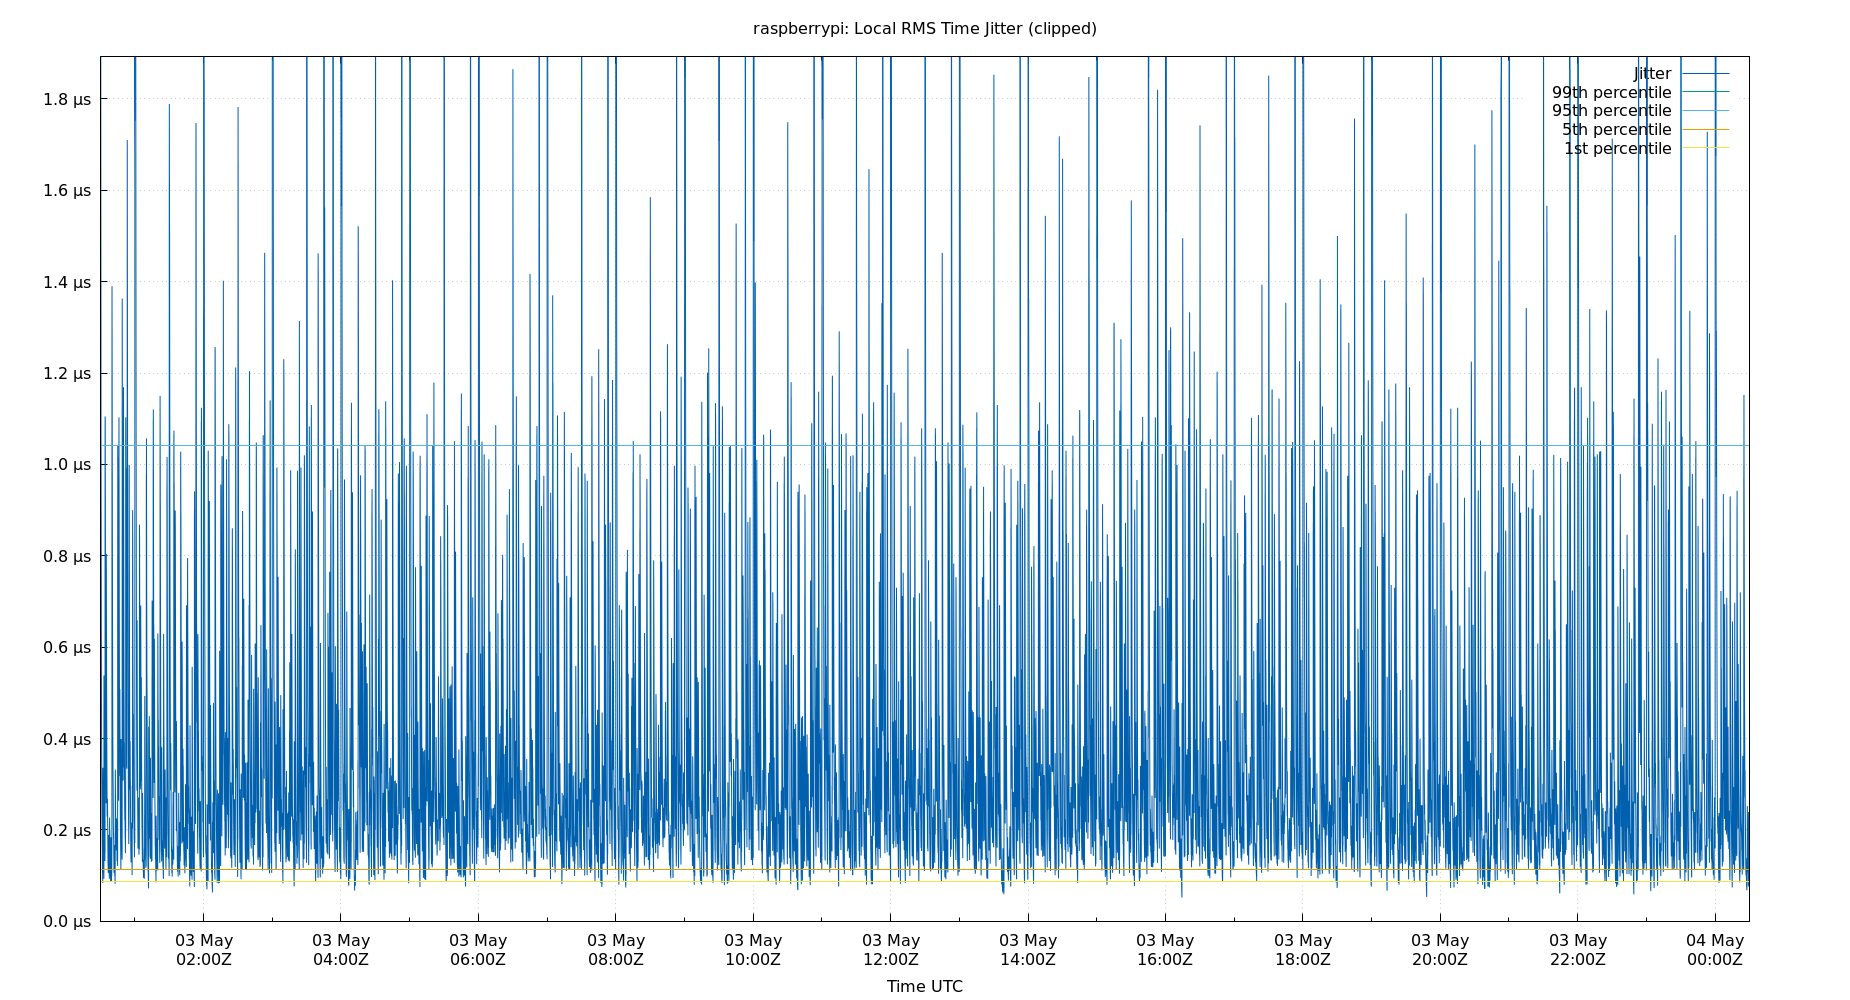 raspberrypi: Local RMS Time Jitter (clipped)
Jitter
99th percentile
95th percentile
5th percentile
1st percentile
1.8 µs
1.6 µs
1.4 µs
1.2 µs
1.0 µs
0.8 µs
0.6 µs
0.4 µs
0.2 µs
0.0 µs
03 May 03 May 03 May 03 May 03 May 03 May 03 May 03 May 03 May 03 May 03 May 04 May
02:00Z 04:00Z 06:00Z 08:00Z 10:00Z 12:00Z 14:00Z 16:00Z 18:00Z 20:00Z 22:00Z 00:00Z
Time UTC